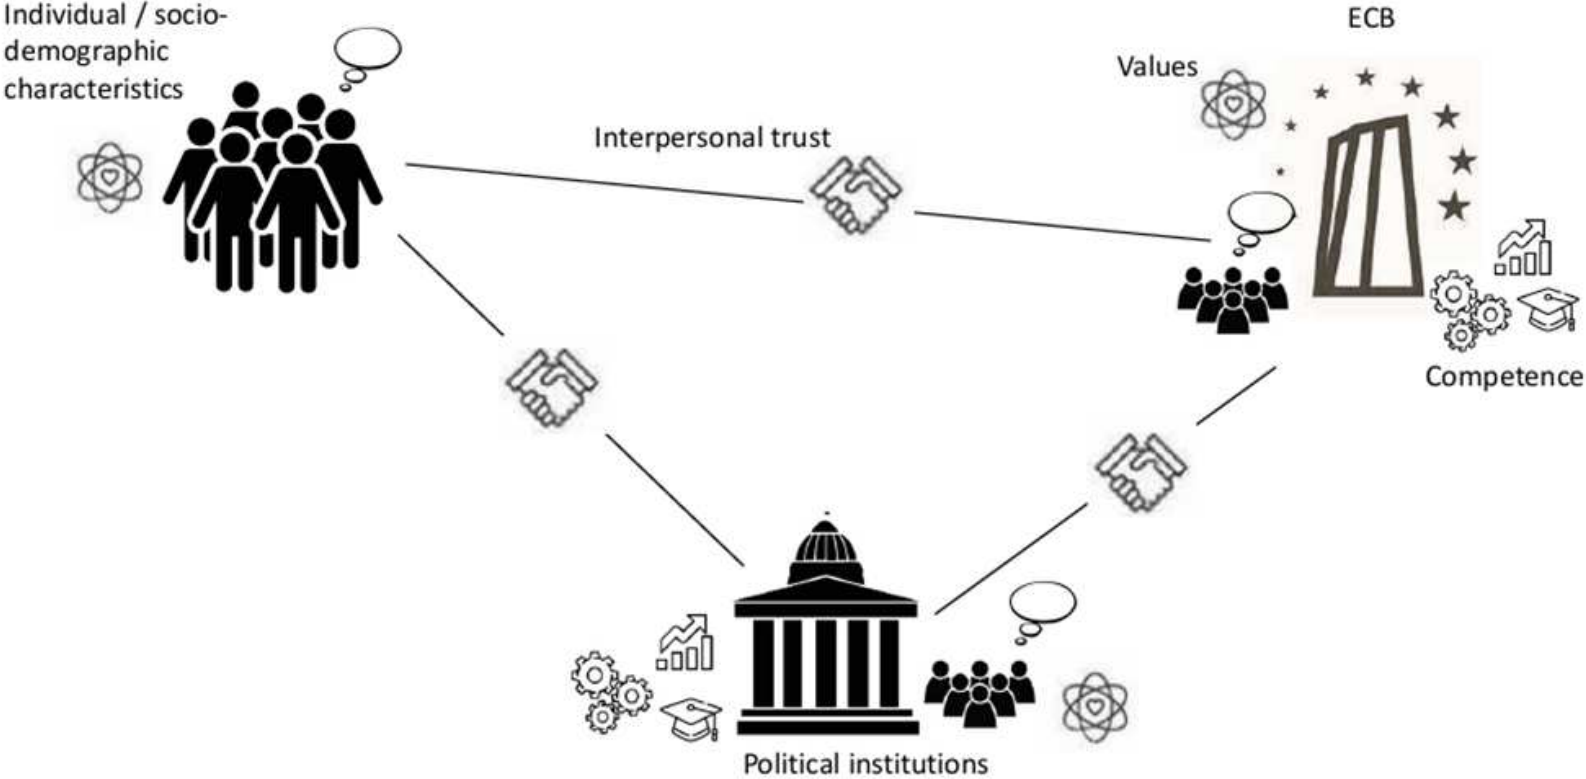 Individual / socio-
demographic
characteristics
ECB
Values
Interpersonal trust
Competence
Political institutions